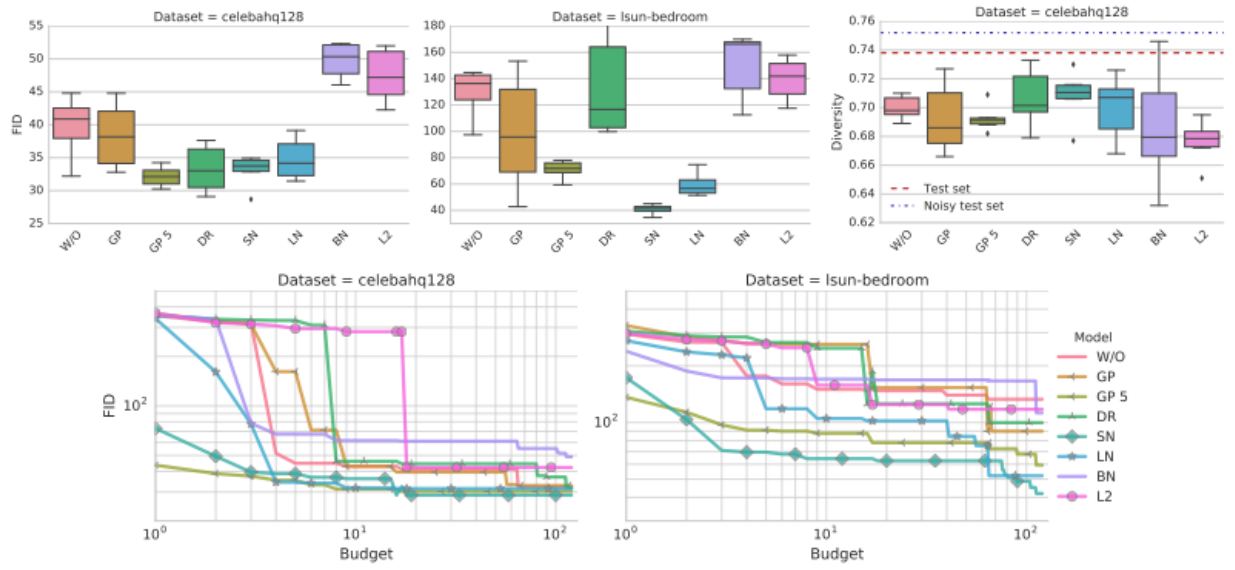 Dataset = celebahq128
55
50
45
40
35
30
25
FID
W/O
GP
GP 5
DR
SN
LN
BN
L2
Dataset = lsun-bedroom
180
160
140
120
100
80
60
40
W/O
GP
GP 5
DR
SN
LN
BN
L2
Dataset = celebahq128
0.76
0.74
0.72
0.70
0.68
0.66
0.64
0.62
Diversity
Test set
Noisy test set
W/O
GP
GP 5
DR
SN
LN
BN
L2
Dataset = celebahq128
FID
10²
10⁰
10¹
10²
Budget
Dataset = lsun-bedroom
10²
10⁰
10¹
10²
Budget
Model
W/O
GP
GP 5
DR
SN
LN
BN
L2